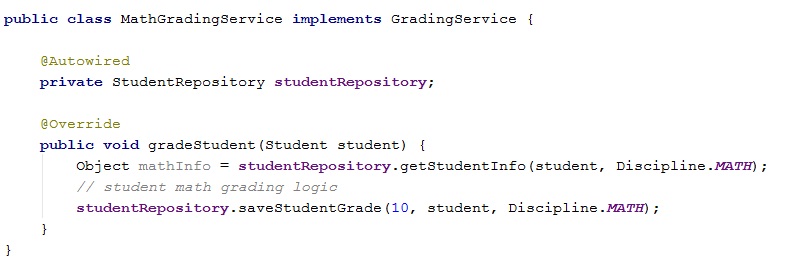 public class MathGradingService implements GradingService {
@Autowired
private StudentRepository studentRepository;
@Override
public void gradeStudent(Student student) {
Object mathInfo = studentRepository.getStudentInfo(student, Discipline.MATH);
// student math grading logic
studentRepository.saveStudentGrade(10, student, Discipline.MATH);
}
}